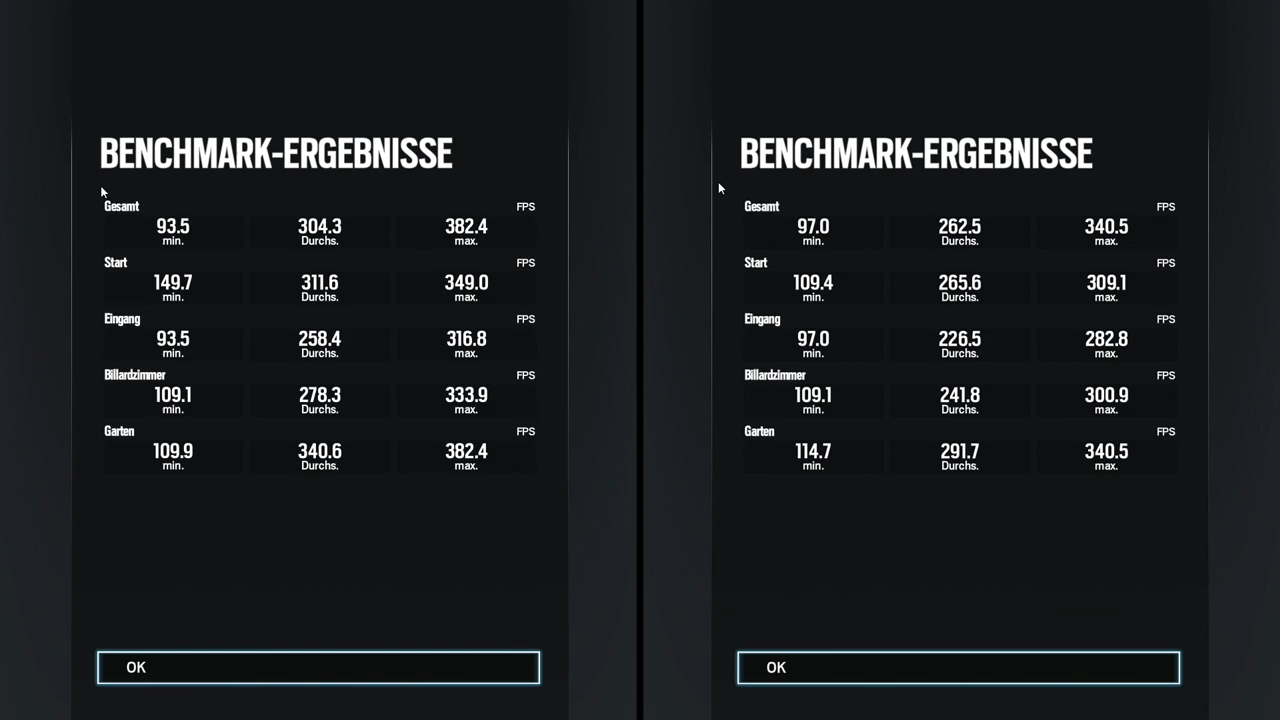 BENCHMARK-ERGEBNISSE
Gesamt FPS
93.5 304.3 382.4
min. Durchs. max.
Start FPS
149.7 311.6 349.0
min. Durchs. max.
Eingang FPS
93.5 258.4 316.8
min. Durchs. max.
Billardzimmer FPS
109.1 278.3 333.9
min. Durchs. max.
Garten FPS
109.9 340.6 382.4
min. Durchs. max.
OK
BENCHMARK-ERGEBNISSE
Gesamt FPS
97.0 262.5 340.5
min. Durchs. max.
Start FPS
109.4 265.6 309.1
min. Durchs. max.
Eingang FPS
97.0 226.5 282.8
min. Durchs. max.
Billardzimmer FPS
109.1 241.8 300.9
min. Durchs. max.
Garten FPS
114.7 291.7 340.5
min. Durchs. max.
OK